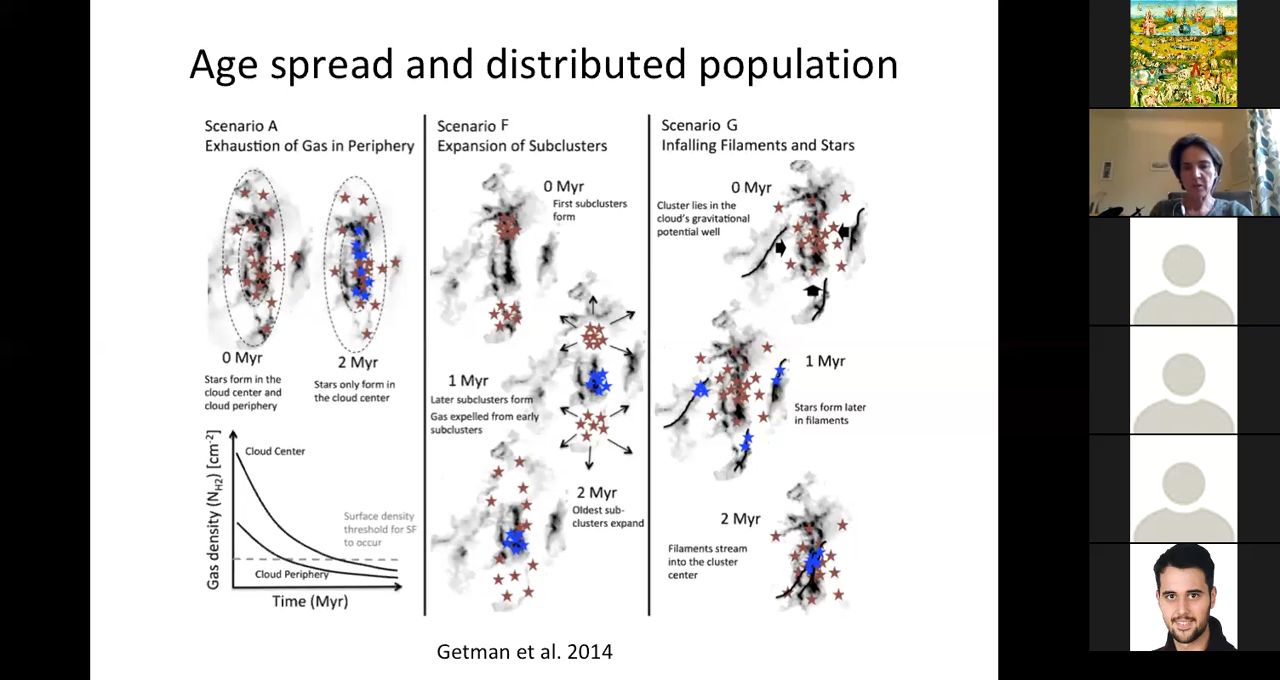 Age spread and distributed population
Scenario A
Exhaustion of Gas in Periphery
0 Myr
2 Myr
Stars form in the
cloud center and
cloud periphery
Stars only form in
the cloud center
Gas density (N_H2) [cm⁻²]
Cloud Center
Surface density
threshold for SF
to occur
Cloud Periphery
Time (Myr)
Scenario F
Expansion of Subclusters
0 Myr
First subclusters
form
1 Myr
Later subclusters form
Gas expelled from early
subclusters
2 Myr
Oldest sub-
clusters expand
Scenario G
Infalling Filaments and Stars
0 Myr
Cluster lies in the
cloud's gravitational
potential well
1 Myr
Stars form later
in filaments
2 Myr
Filaments stream
into the cluster
center
Getman et al. 2014